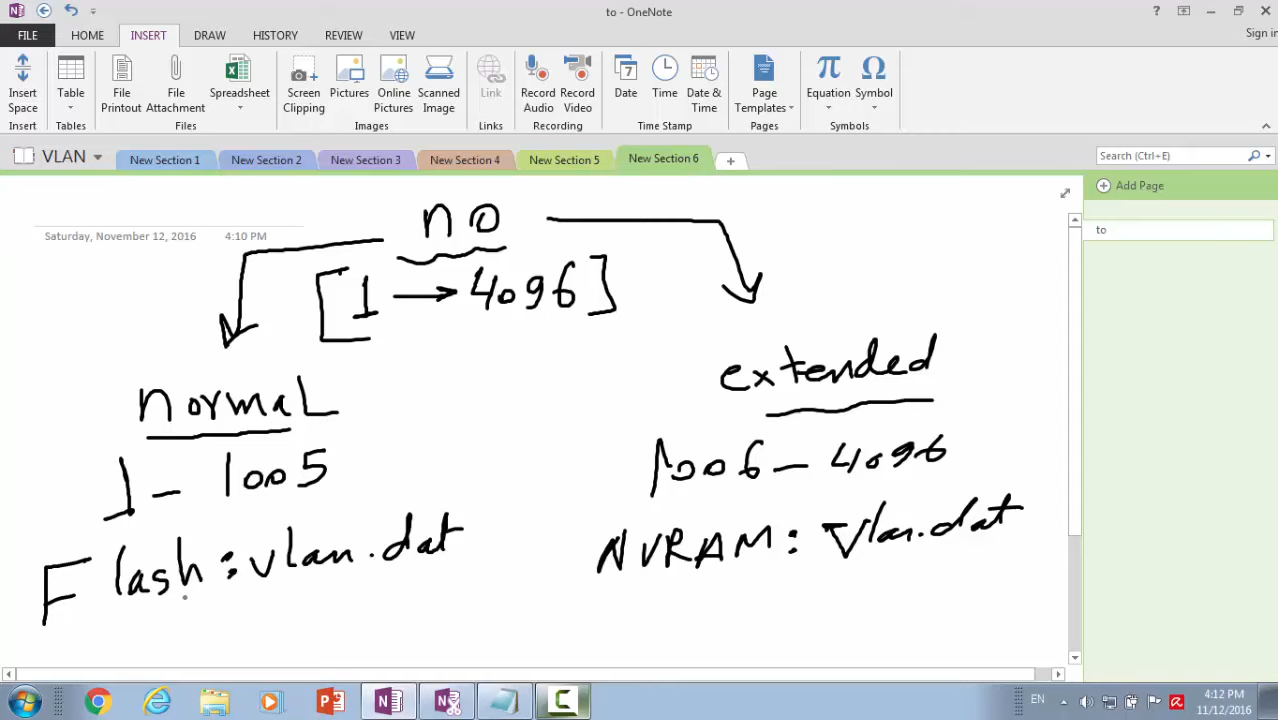 to - OneNote
Sign in
FILE HOME INSERT DRAW HISTORY REVIEW VIEW
Insert Space
Table
File Printout
File Attachment
Spreadsheet
Screen Clipping
Pictures
Online Pictures
Scanned Image
Link
Record Audio
Record Video
Date
Time
Date & Time
Page Templates
Equation
Symbol
Insert Tables Files Images Links Recording Time Stamp Pages Symbols
VLAN New Section 1 New Section 2 New Section 3 New Section 4 New Section 5 New Section 6
Search (Ctrl+E)
Add Page
to
Saturday, November 12, 2016 4:10 PM
no
[1 → 4096]
normal
1 - 1005
Flash : vlan.dat
extended
1006 - 4096
NVRAM : Vlan.dat
EN
4:12 PM
11/12/2016